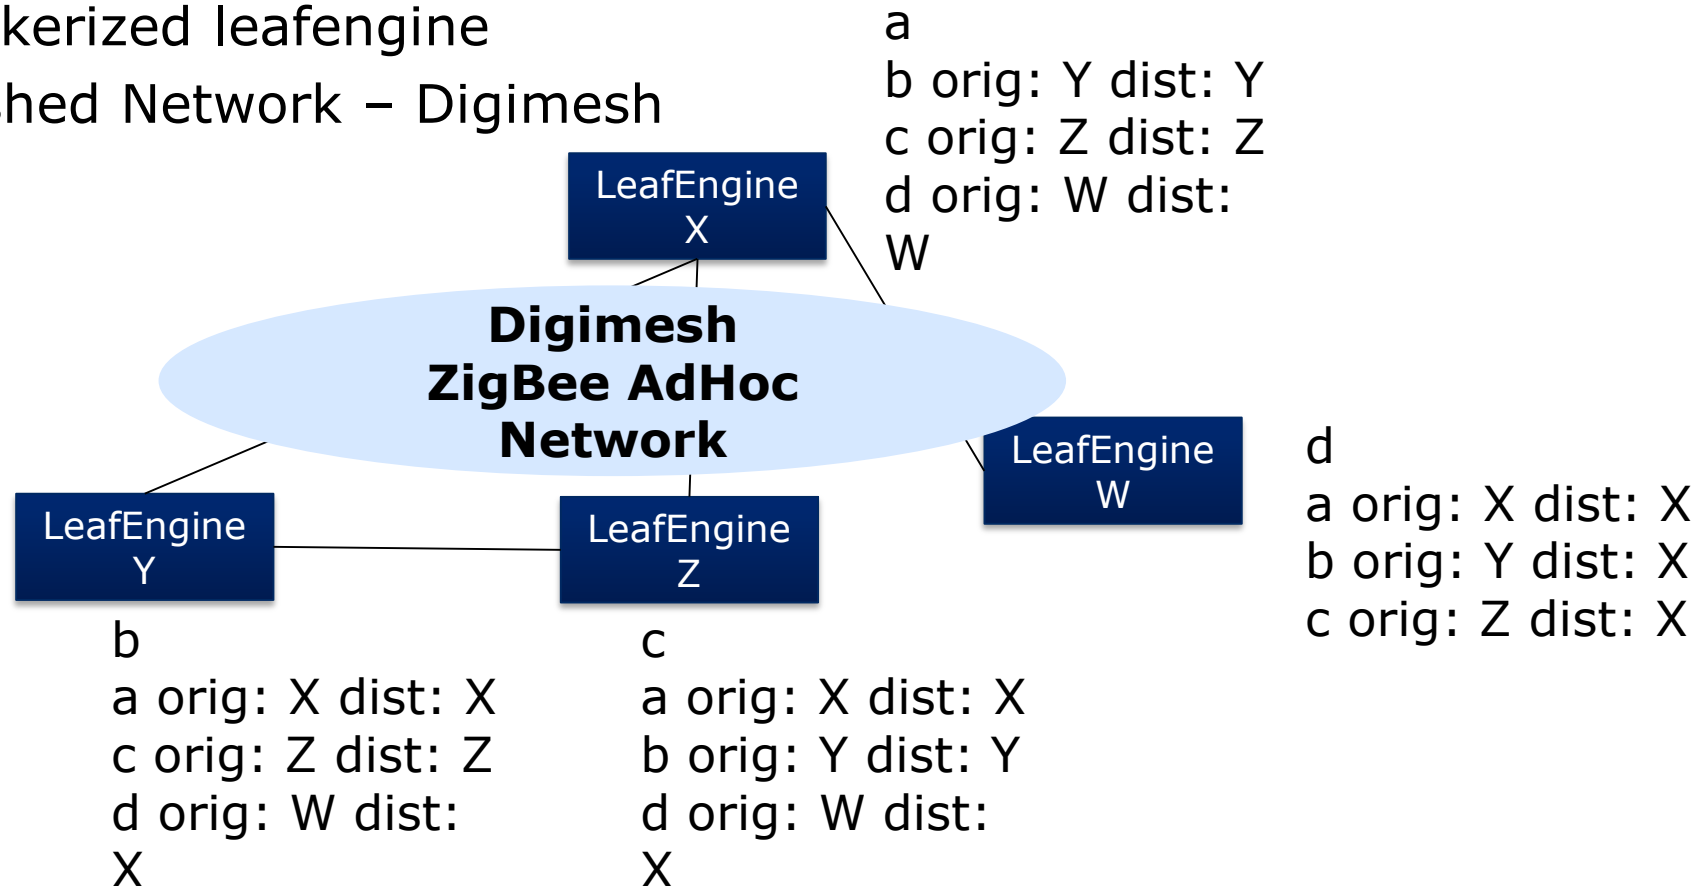 kerized leafengine
hed Network – Digimesh
a
b orig: Y dist: Y
c orig: Z dist: Z
d orig: W dist:
W
LeafEngine
X
Digimesh
ZigBee AdHoc
Network
LeafEngine
W
d
a orig: X dist: X
b orig: Y dist: X
c orig: Z dist: X
LeafEngine
Y
LeafEngine
Z
b
a orig: X dist: X
c orig: Z dist: Z
d orig: W dist:
X
c
a orig: X dist: X
b orig: Y dist: Y
d orig: W dist:
X